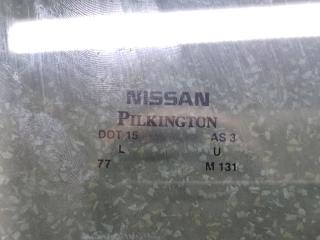 NISSAN
PILKINGTON
DOT 15 AS 3
L U
77 M 131